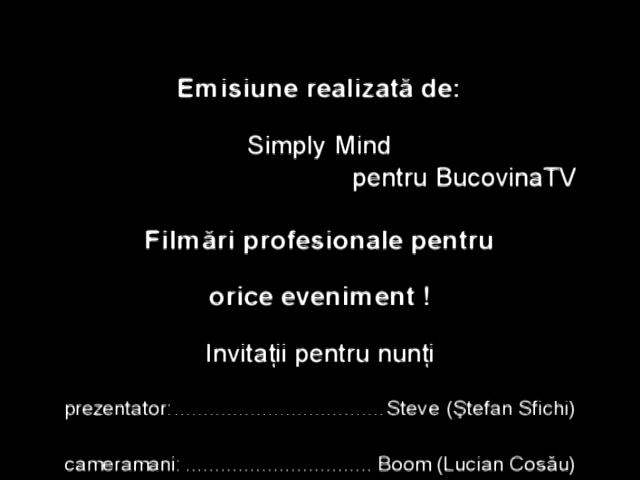 Emisiune realizată de:
Simply Mind
pentru BucovinaTV
Filmări profesionale pentru
orice eveniment !
Invitații pentru nunți
prezentator:....................................Steve (Ștefan Sfichi)
cameramani: ................................ Boom (Lucian Cosău)